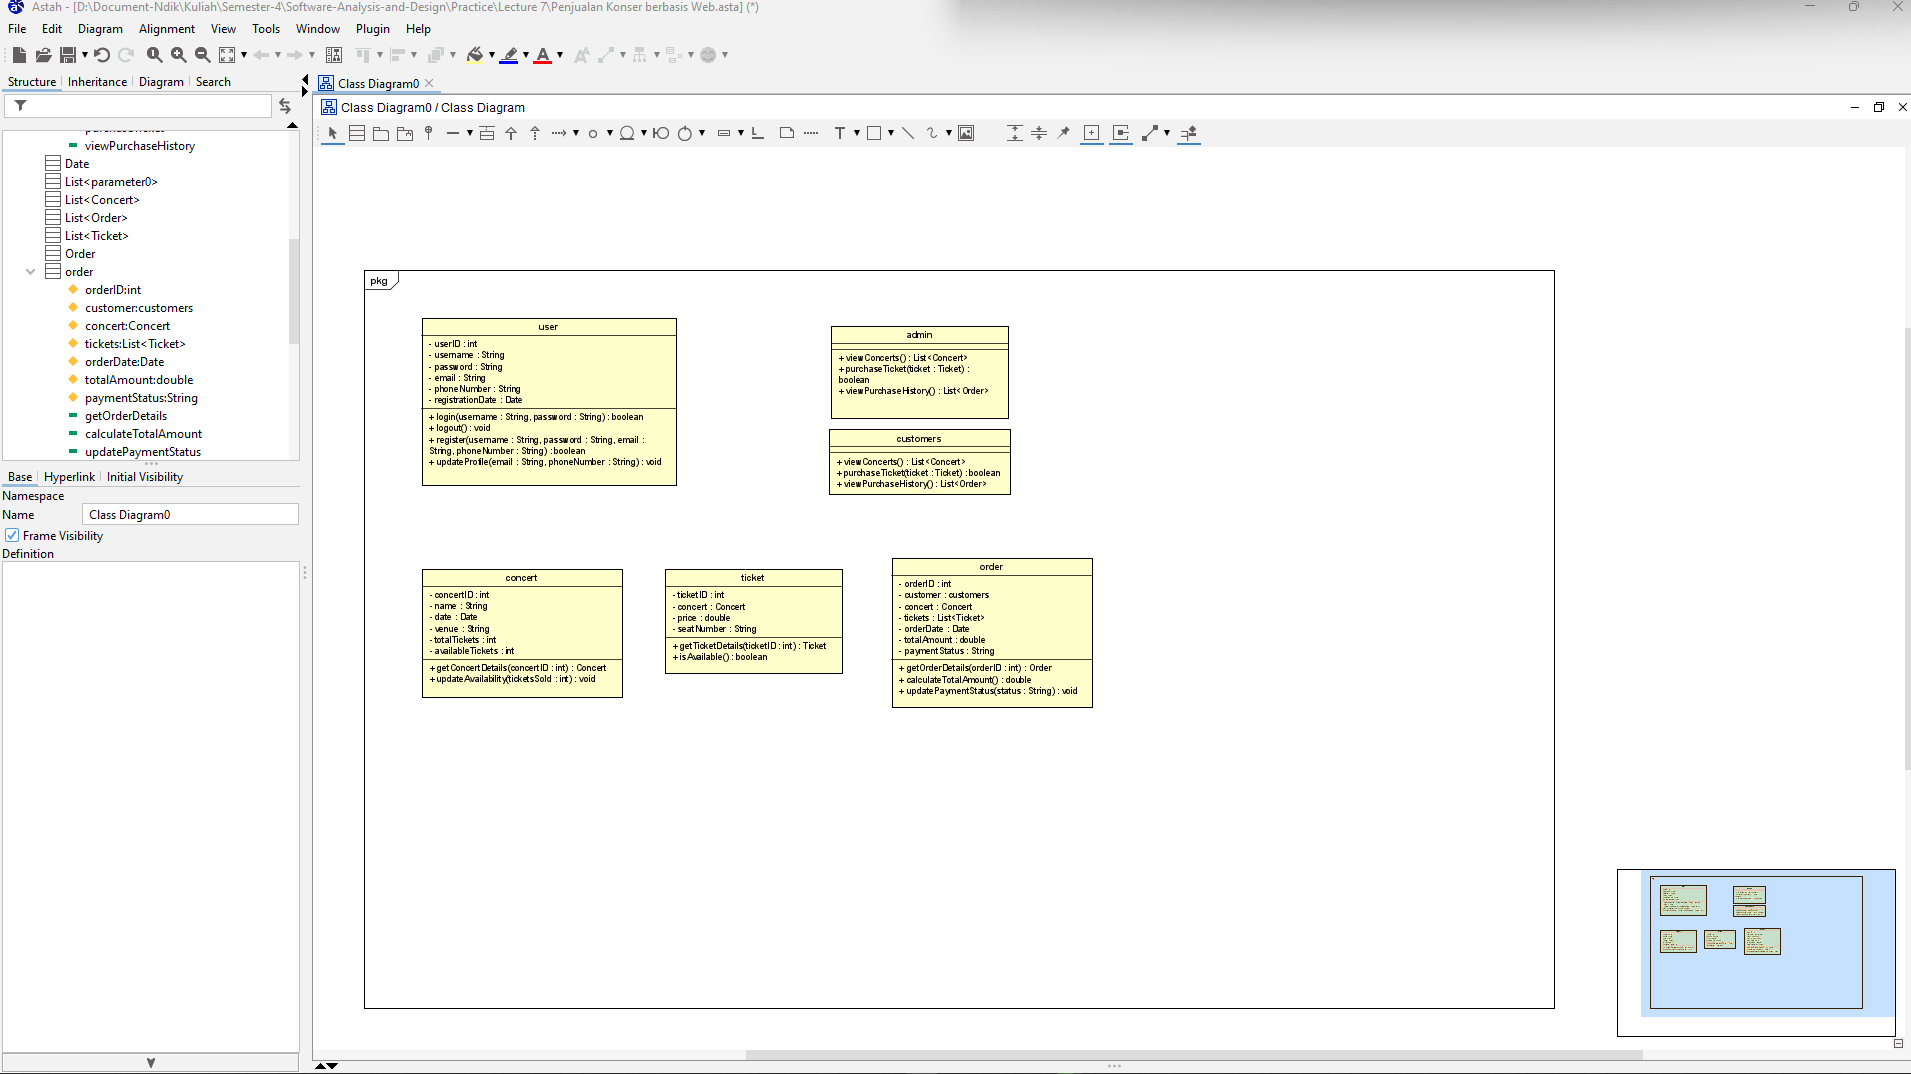 Astah - [D:\Document-Ndik\Kuliah\Semester-4\Software-Analysis-and-Design\Practice\Lecture 7\Penjualan Konser berbasis Web.asta] (*)
File Edit Diagram Alignment View Tools Window Plugin Help
Structure Inheritance Diagram Search
viewPurchaseHistory
Date
List<parameter0>
List<Concert>
List<Order>
List<Ticket>
Order
order
orderID:int
customer:customers
concert:Concert
tickets:List<Ticket>
orderDate:Date
totalAmount:double
paymentStatus:String
getOrderDetails
calculateTotalAmount
updatePaymentStatus
Base Hyperlink Initial Visibility
Namespace
Name Class Diagram0
Frame Visibility
Definition
Class Diagram0
Class Diagram0 / Class Diagram
pkg
user
- userID : int
- username : String
- password : String
- email : String
- phoneNumber : String
- registrationDate : Date
+ login(username : String, password : String) : boolean
+ logout() : void
+ register(username : String, password : String, email :
String, phoneNumber : String) : boolean
+ updateProfile(email : String, phoneNumber : String) : void
admin
+ viewConcerts() : List<Concert>
+ purchaseTicket(ticket : Ticket) :
boolean
+ viewPurchaseHistory() : List<Order>
customers
+ viewConcerts() : List<Concert>
+ purchaseTicket(ticket : Ticket) : boolean
+ viewPurchaseHistory() : List<Order>
concert
- concertID : int
- name : String
- date : Date
- venue : String
- totalTickets : int
- availableTickets : int
+ getConcertDetails(concertID : int) : Concert
+ updateAvailability(ticketsSold : int) : void
ticket
- ticketID : int
- concert : Concert
- price : double
- seatNumber : String
+ getTicketDetails(ticketID : int) : Ticket
+ isAvailable() : boolean
order
- orderID : int
- customer : customers
- concert : Concert
- tickets : List<Ticket>
- orderDate : Date
- totalAmount : double
- paymentStatus : String
+ getOrderDetails(orderID : int) : Order
+ calculateTotalAmount() : double
+ updatePaymentStatus(status : String) : void